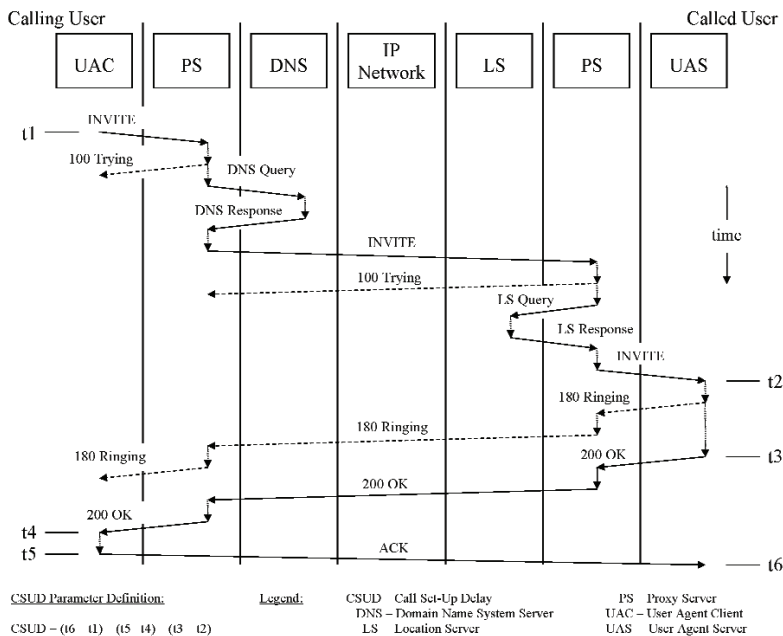 Calling User
Called User
UAC
PS
DNS
IP
Network
LS
PS
UAS
t1
INVITE
100 Trying
DNS Query
DNS Response
INVITE
time
100 Trying
LS Query
LS Response
INVITE
t2
180 Ringing
180 Ringing
180 Ringing
t3
200 OK
200 OK
200 OK
t4
t5
ACK
t6
CSUD Parameter Definition:
Legend:
CSUD Call Set-Up Delay
PS Proxy Server
DNS – Domain Name System Server
UAC – User Agent Client
CSUD – (t6 t1) (t5 t4) (t3 t2)
LS Location Server
UAS User Agent Server